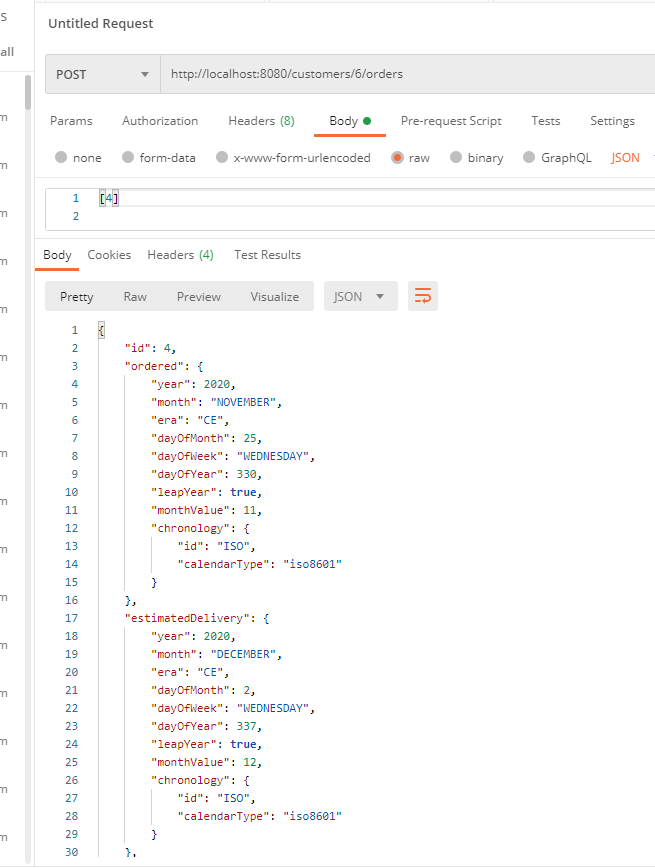 s
Untitled Request
all
POST http://localhost:8080/customers/6/orders
m
Params Authorization Headers (8) Body Pre-request Script Tests Settings
none form-data x-www-form-urlencoded raw binary GraphQL JSON
m
1 [4]
m
2
Body Cookies Headers (4) Test Results
m
Pretty Raw Preview Visualize JSON
m
1 {
2 "id": 4,
m
3 "ordered": {
4 "year": 2020,
5 "month": "NOVEMBER",
m
6 "era": "CE",
7 "dayOfMonth": 25,
m
8 "dayOfWeek": "WEDNESDAY",
9 "dayOfYear": 330,
10 "leapYear": true,
m
11 "monthValue": 11,
12 "chronology": {
13 "id": "ISO",
m
14 "calendarType": "iso8601"
15 }
16 },
m
17 "estimatedDelivery": {
18 "year": 2020,
m
19 "month": "DECEMBER",
20 "era": "CE",
21 "dayOfMonth": 2,
m
22 "dayOfWeek": "WEDNESDAY",
23 "dayOfYear": 337,
24 "leapYear": true,
m
25 "monthValue": 12,
26 "chronology": {
27 "id": "ISO",
m
28 "calendarType": "iso8601"
29 }
m
30 },